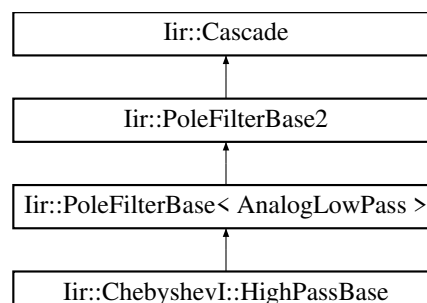 Iir::Cascade
Iir::PoleFilterBase2
Iir::PoleFilterBase< AnalogLowPass >
Iir::ChebyshevI::HighPassBase